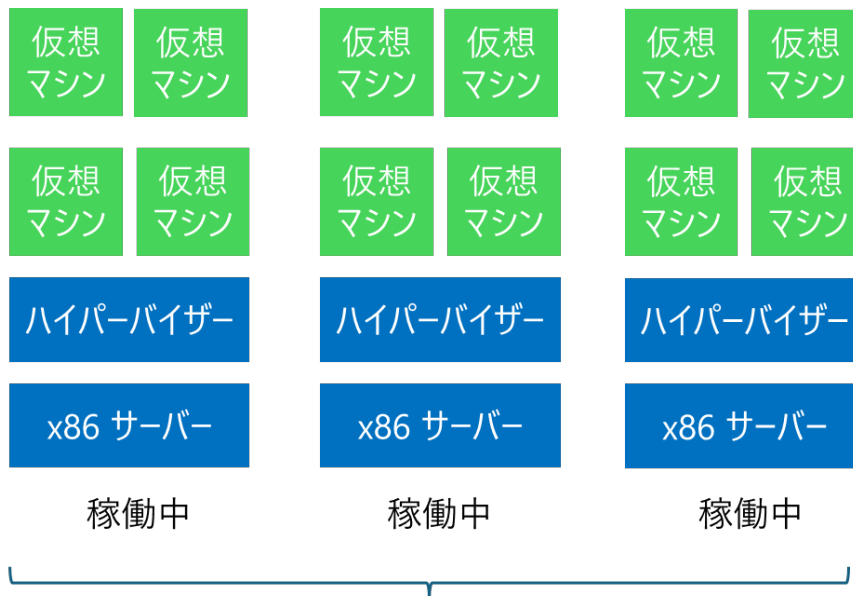 仮想 仮想 仮想 仮想 仮想 仮想
マシン マシン マシン マシン マシン マシン
仮想 仮想 仮想 仮想 仮想 仮想
マシン マシン マシン マシン マシン マシン
ハイパーバイザー ハイパーバイザー ハイパーバイザー
x86 サーバー x86 サーバー x86 サーバー
稼働中 稼働中 稼働中